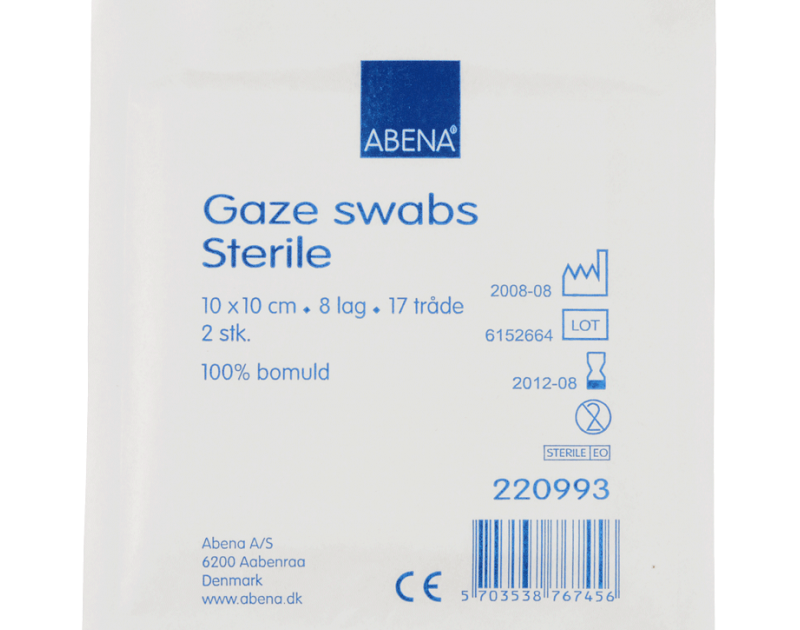 ABENA®
Gaze swabs
Sterile
10 x 10 cm • 8 lag • 17 tråde
2 stk.
100% bomuld
2008-08
6152664 LOT
2012-08
2
STERILE EO
220993
Abena A/S
6200 Aabenraa
Denmark
www.abena.dk
CE
5 703538 767456